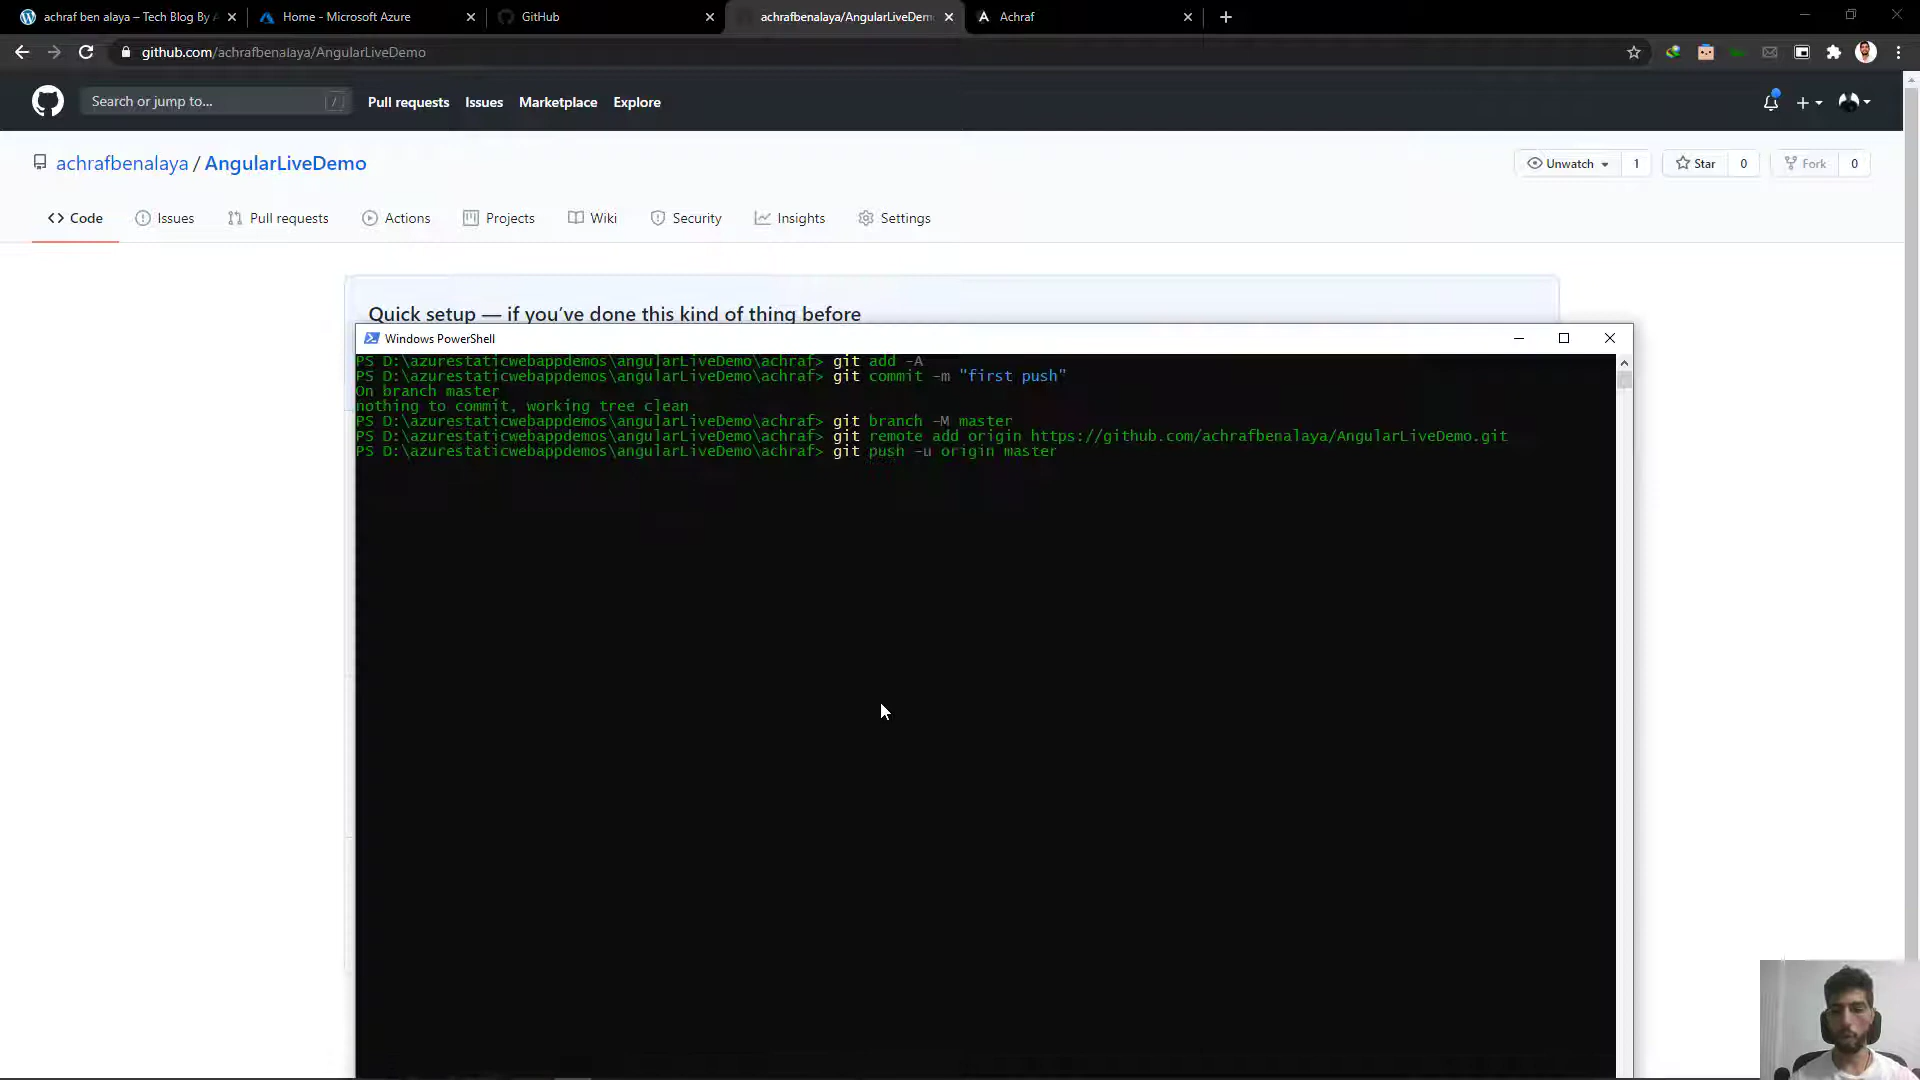 achraf ben alaya – Tech Blog By
Home - Microsoft Azure
GitHub
achrafbenalaya/AngularLiveDem
Achraf
github.com/achrafbenalaya/AngularLiveDemo
Search or jump to...
/
Pull requests
Issues
Marketplace
Explore
achrafbenalaya / AngularLiveDemo
Unwatch
1
Star
0
Fork
0
Code
Issues
Pull requests
Actions
Projects
Wiki
Security
Insights
Settings
Quick setup — if you've done this kind of thing before
Windows PowerShell
PS D:\azurestaticwebappdemos\angularLiveDemo\achraf> git add -A
PS D:\azurestaticwebappdemos\angularLiveDemo\achraf> git commit -m "first push"
On branch master
nothing to commit, working tree clean
PS D:\azurestaticwebappdemos\angularLiveDemo\achraf> git branch -M master
PS D:\azurestaticwebappdemos\angularLiveDemo\achraf> git remote add origin https://github.com/achrafbenalaya/AngularLiveDemo.git
PS D:\azurestaticwebappdemos\angularLiveDemo\achraf> git push -u origin master